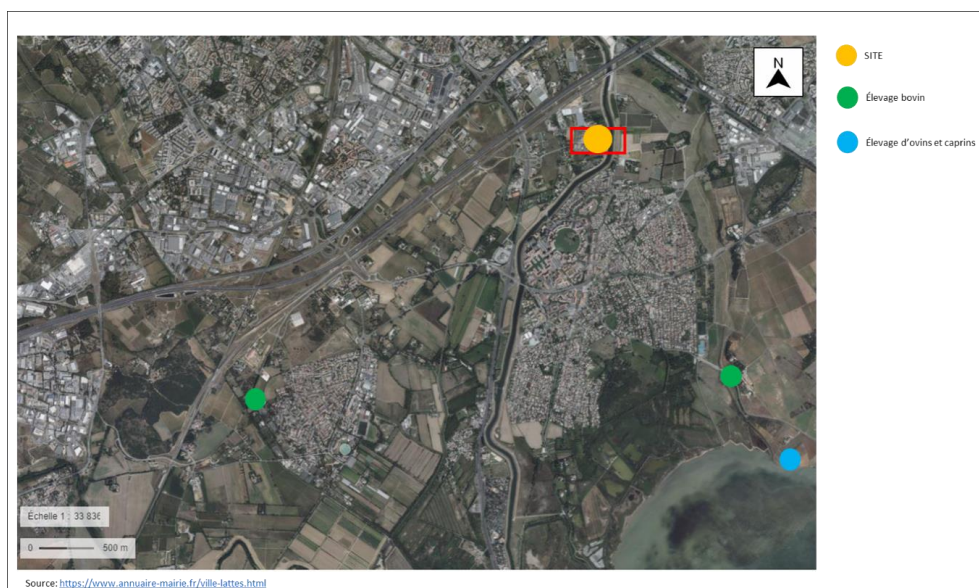 N
SITE
Élevage bovin
Élevage d'ovins et caprins
Échelle 1 : 33 836
0 500 m
Source: https://www.annuaire-mairie.fr/ville-lattes.html